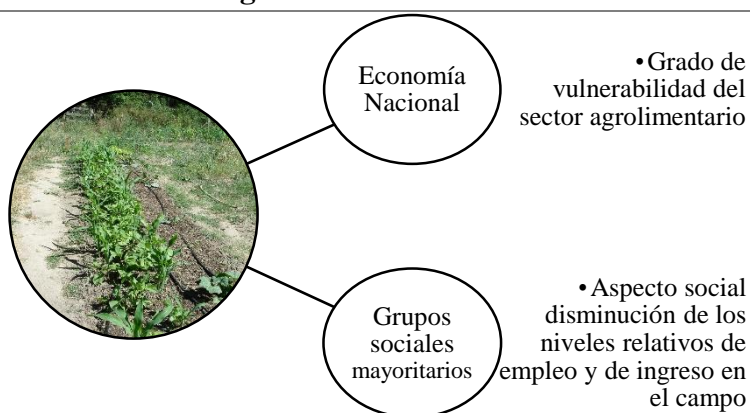 Economía
Nacional
•Grado de
vulnerabilidad del
sector agrolimentario
Grupos
sociales
mayoritarios
•Aspecto social
disminución de los
niveles relativos de
empleo y de ingreso en
el campo